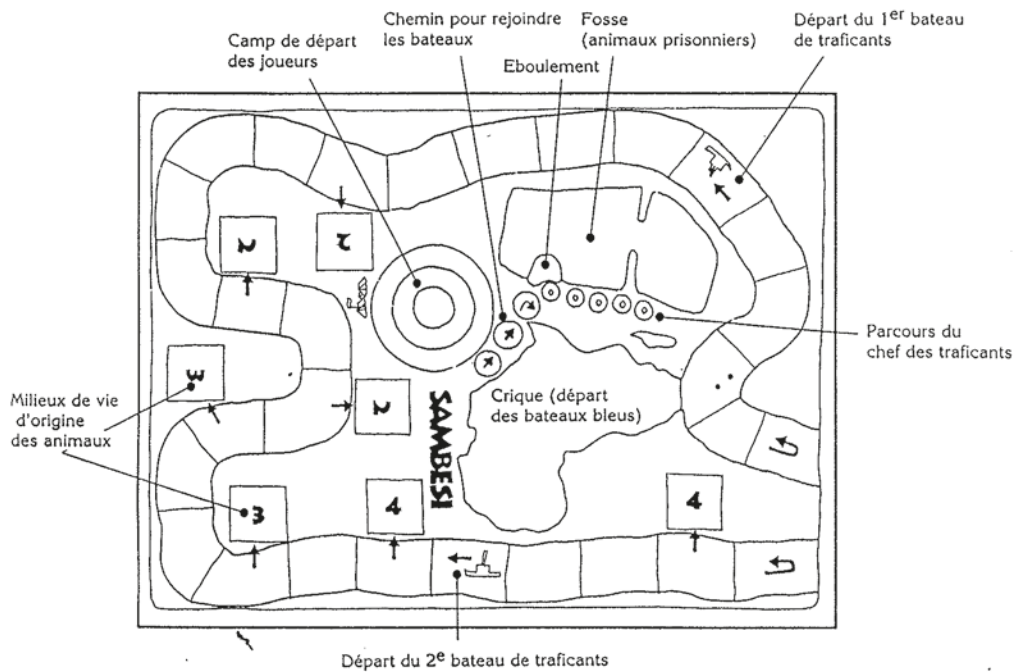 Camp de départ
des joueurs
Chemin pour rejoindre
les bateaux
Fosse
(animaux prisonniers)
Eboulement
Départ du 1er bateau
de traficants
2
2
3
2
Milieux de vie
d'origine
des animaux
Parcours du
chef des traficants
Crique (départ
des bateaux bleus)
SAMBESI
3
4
4
Départ du 2e bateau de traficants